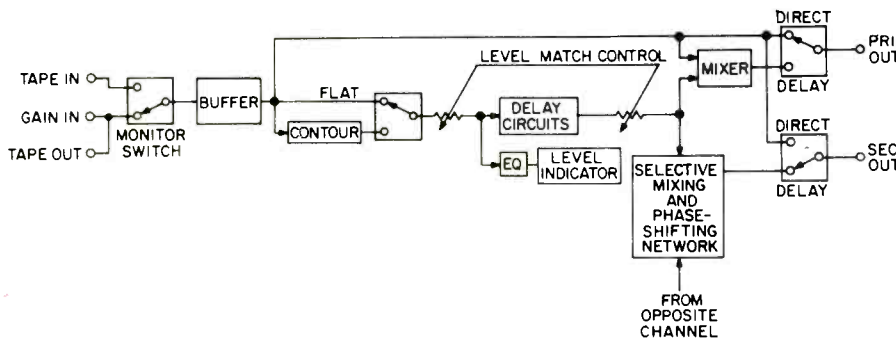 DIRECT
PRI
OUT
DELAY
LEVEL MATCH CONTROL
MIXER
TAPE IN
GAIN IN
TAPE OUT
MONITOR
SWITCH
BUFFER
FLAT
CONTOUR
DELAY
CIRCUITS
EQ
LEVEL
INDICATOR
DIRECT
SEC
OUT
DELAY
SELECTIVE
MIXING
AND
PHASE-
SHIFTING
NETWORK
FROM
OPPOSITE
CHANNEL